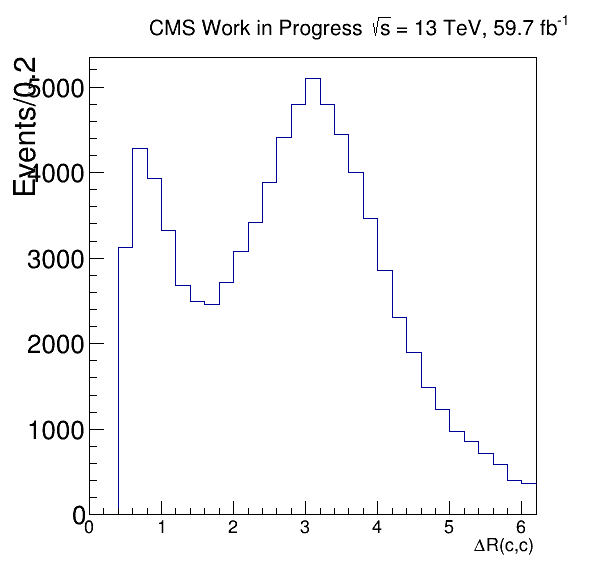 CMS Work in Progress √s = 13 TeV, 59.7 fb⁻¹
Events/0.2
5000
4000
3000
2000
1000
0
0 1 2 3 4 5 6
ΔR(c,c)